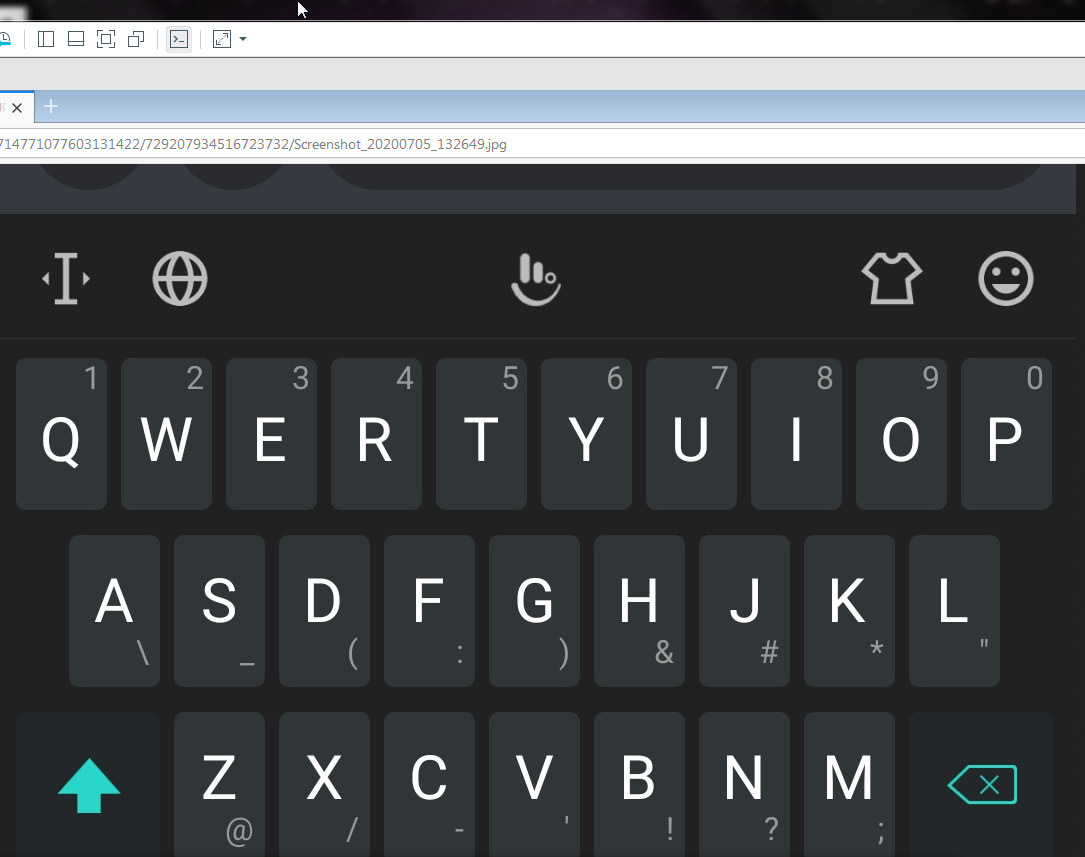 714771077603131422/729207934516723732/Screenshot_20200705_132649.jpg
1 2 3 4 5 6 7 8 9 0
Q W E R T Y U I O P
A S D F G H J K L
\ _ ( : ) & # * "
Z X C V B N M
@ / - ' ! ? ;